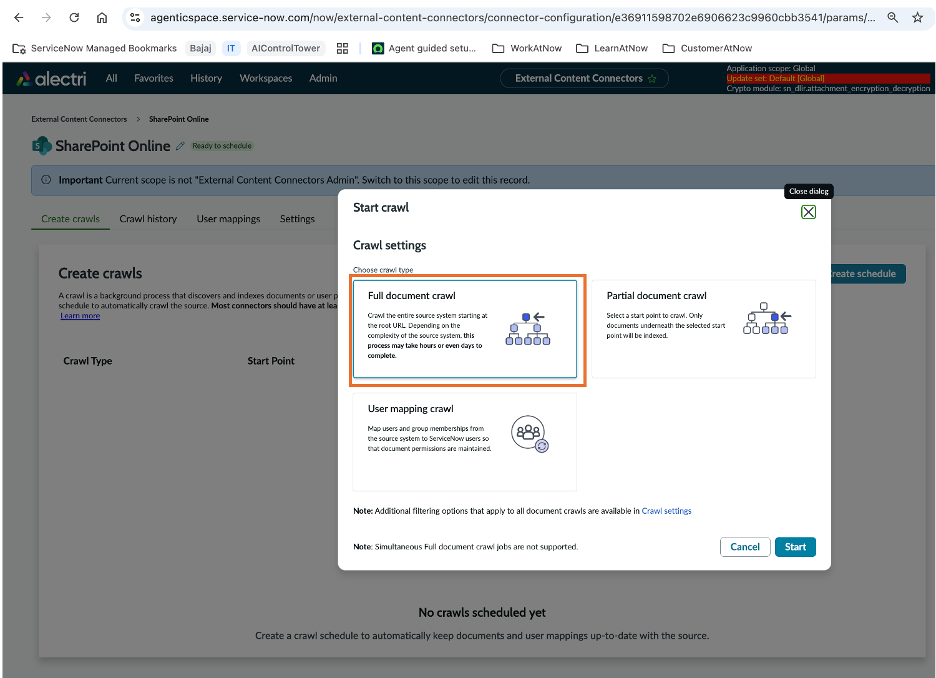 agenticspace.service-now.com/now/external-content-connectors/connector-configuration/e36911598702e6906623c9960cbb3541/params/...
ServiceNow Managed Bookmarks Bajaj IT AIControlTower Agent guided setu... WorkAtNow LearnAtNow CustomerAtNow
alectri All Favorites History Workspaces Admin External Content Connectors
Application scope: Global
Update set: Default [Global]
Crypto module: sn_dlir.attachment_encryption_decryption
External Content Connectors > SharePoint Online
SharePoint Online Ready to schedule
Important Current scope is not "External Content Connectors Admin". Switch to this scope to edit this record.
Close dialog
Create crawls Crawl history User mappings Settings
Start crawl
Create crawls
A crawl is a background process that discovers and indexes documents or user p
schedule to automatically crawl the source. Most connectors should have at lea
Learn more
reate schedule
Crawl Type Start Point
Crawl settings
Choose crawl type
Full document crawl
Crawl the entire source system starting at
the root URL. Depending on the
complexity of the source system, this
process may take hours or even days to
complete.
Partial document crawl
Select a start point to crawl. Only
documents underneath the selected start
point will be indexed.
User mapping crawl
Map users and group memberships from
the source system to ServiceNow users so
that document permissions are maintained.
Note: Additional filtering options that apply to all document crawls are available in Crawl settings
Note: Simultaneous Full document crawl jobs are not supported.
Cancel Start
No crawls scheduled yet
Create a crawl schedule to automatically keep documents and user mappings up-to-date with the source.